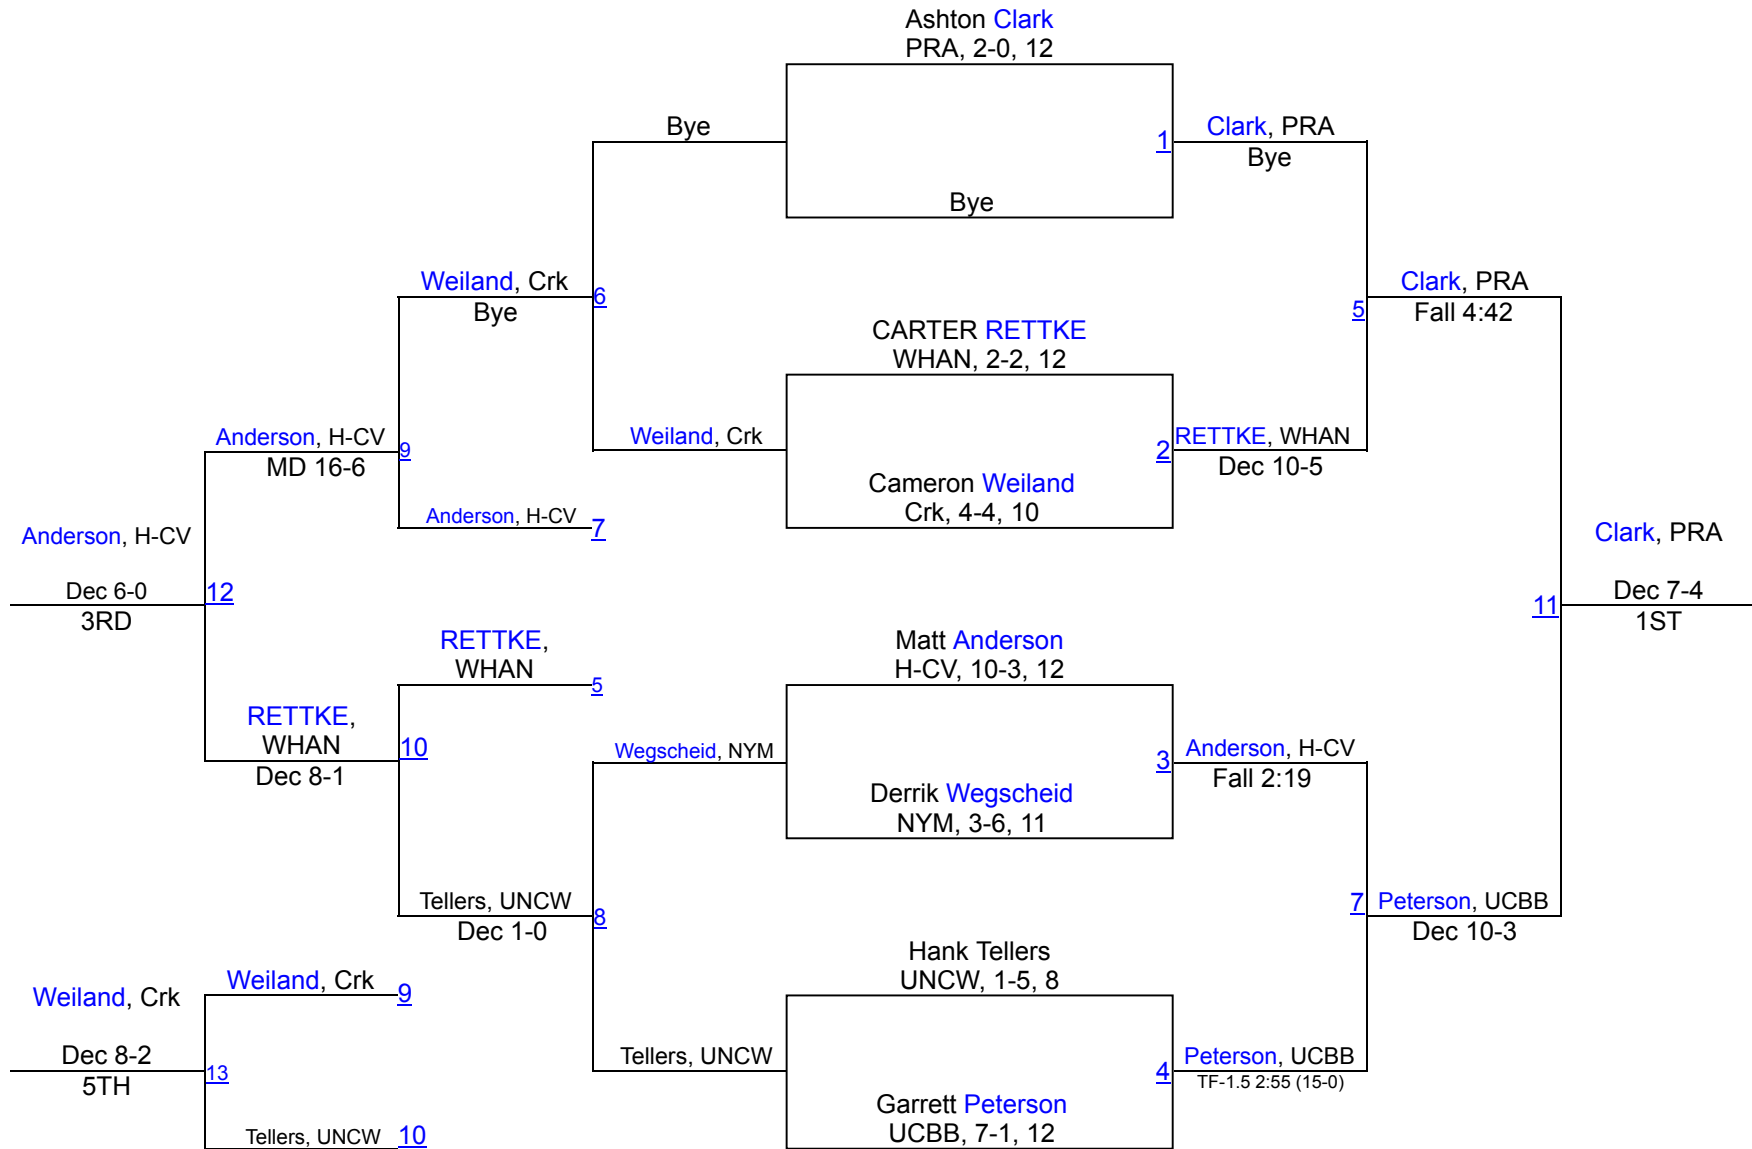 Ashton Clark
PRA, 2-0, 12
Bye
1
Clark, PRA
Bye
Bye
Weiland, Crk
Bye
6
Clark, PRA
Fall 4:42
5
CARTER RETTKE
WHAN, 2-2, 12
Anderson, H-CV
MD 16-6
9
Weiland, Crk
2
RETTKE, WHAN
Dec 10-5
Cameron Weiland
Crk, 4-4, 10
Anderson, H-CV
7
Anderson, H-CV
Dec 6-0
3RD
12
Clark, PRA
Dec 7-4
1ST
11
RETTKE,
WHAN
5
Matt Anderson
H-CV, 10-3, 12
RETTKE,
WHAN
Dec 8-1
10
Wegscheid, NYM
3
Anderson, H-CV
Fall 2:19
Derrik Wegscheid
NYM, 3-6, 11
Tellers, UNCW
Dec 1-0
8
7
Peterson, UCBB
Dec 10-3
Hank Tellers
UNCW, 1-5, 8
Weiland, Crk
Dec 8-2
5TH
Weiland, Crk
9
13
Tellers, UNCW
4
Peterson, UCBB
TF-1.5 2:55 (15-0)
Garrett Peterson
UCBB, 7-1, 12
Tellers, UNCW
10